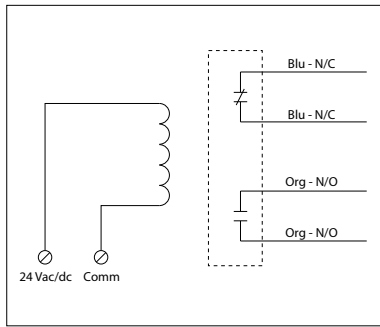 Blu - N/C
Blu - N/C
Org - N/O
Org - N/O
24 Vac/dc Comm